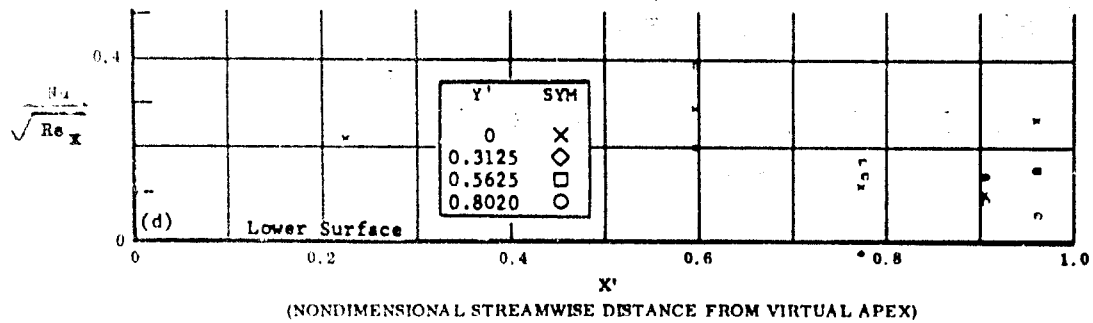 0.4
Nu
√Re x
Y' SYM
0 ×
0.3125 ◇
0.5625 □
0.8020 ○
(d) Lower Surface
0
0 0.2 0.4 0.6 0.8 1.0
X'
(NONDIMENSIONAL STREAMWISE DISTANCE FROM VIRTUAL APEX)